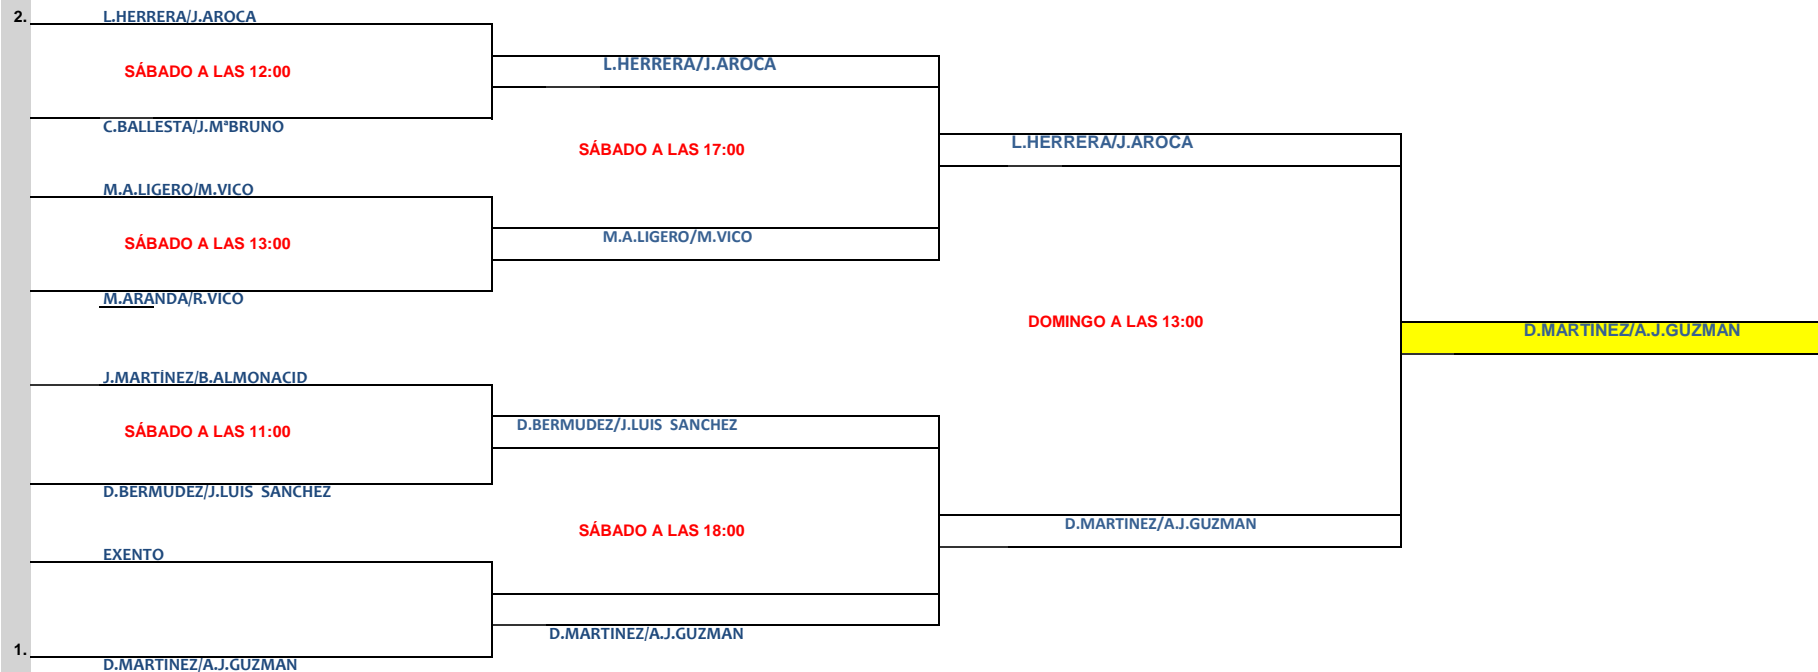 2.
L.HERRERA/J.AROCA
SÁBADO A LAS 12:00
L.HERRERA/J.AROCA
C.BALLESTA/J.MªBRUNO
SÁBADO A LAS 17:00
L.HERRERA/J.AROCA
M.A.LIGERO/M.VICO
SÁBADO A LAS 13:00
M.A.LIGERO/M.VICO
M.ARANDA/R.VICO
DOMINGO A LAS 13:00
D.MARTINEZ/A.J.GUZMAN
J.MARTÍNEZ/B.ALMONACID
SÁBADO A LAS 11:00
D.BERMUDEZ/J.LUIS SANCHEZ
D.BERMUDEZ/J.LUIS SANCHEZ
SÁBADO A LAS 18:00
D.MARTINEZ/A.J.GUZMAN
EXENTO
D.MARTINEZ/A.J.GUZMAN
1.
D.MARTINEZ/A.J.GUZMAN